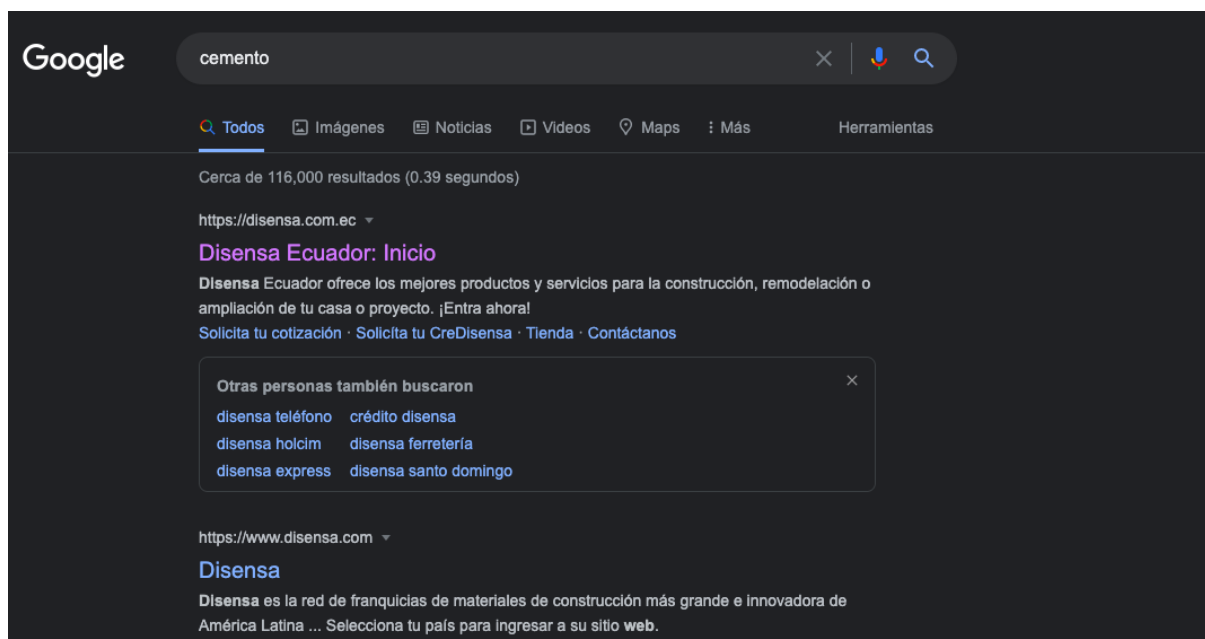 Google
cemento
Todos Imágenes Noticias Videos Maps Más Herramientas
Cerca de 116,000 resultados (0.39 segundos)
https://disensa.com.ec
Disensa Ecuador: Inicio
Disensa Ecuador ofrece los mejores productos y servicios para la construcción, remodelación o
ampliación de tu casa o proyecto. ¡Entra ahora!
Solicita tu cotización · Solicíta tu CreDisensa · Tienda · Contáctanos
Otras personas también buscaron
disensa teléfono crédito disensa
disensa holcim disensa ferretería
disensa express disensa santo domingo
https://www.disensa.com
Disensa
Disensa es la red de franquicias de materiales de construcción más grande e innovadora de
América Latina ... Selecciona tu país para ingresar a su sitio web.